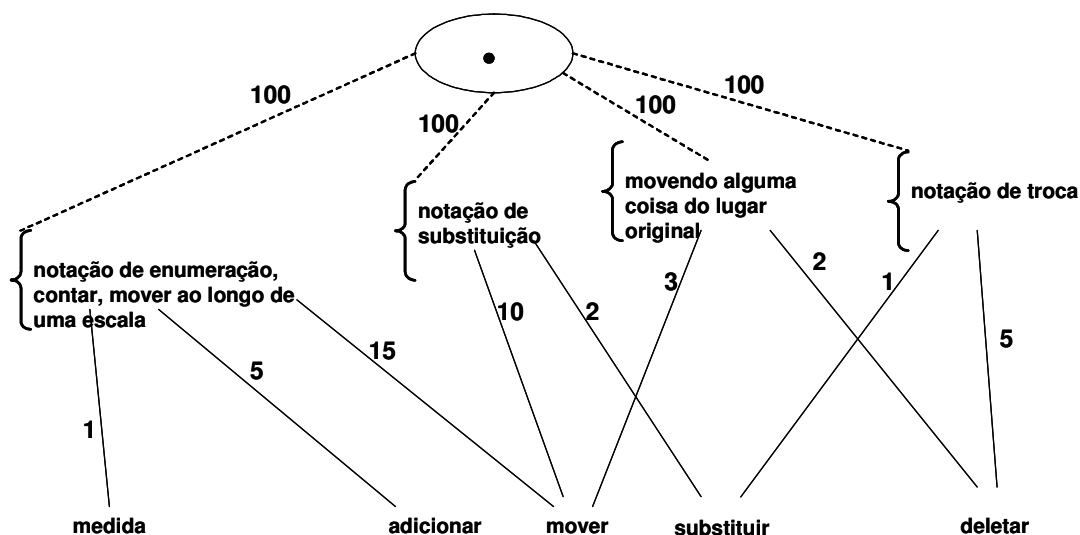 100
100
100
100
movendo alguma
coisa do lugar
original
notação de troca
notação de
substituição
notação de enumeração,
contar, mover ao longo de
uma escala
2
3
1
10
2
5
15
5
1
medida
adicionar
mover
substituir
deletar